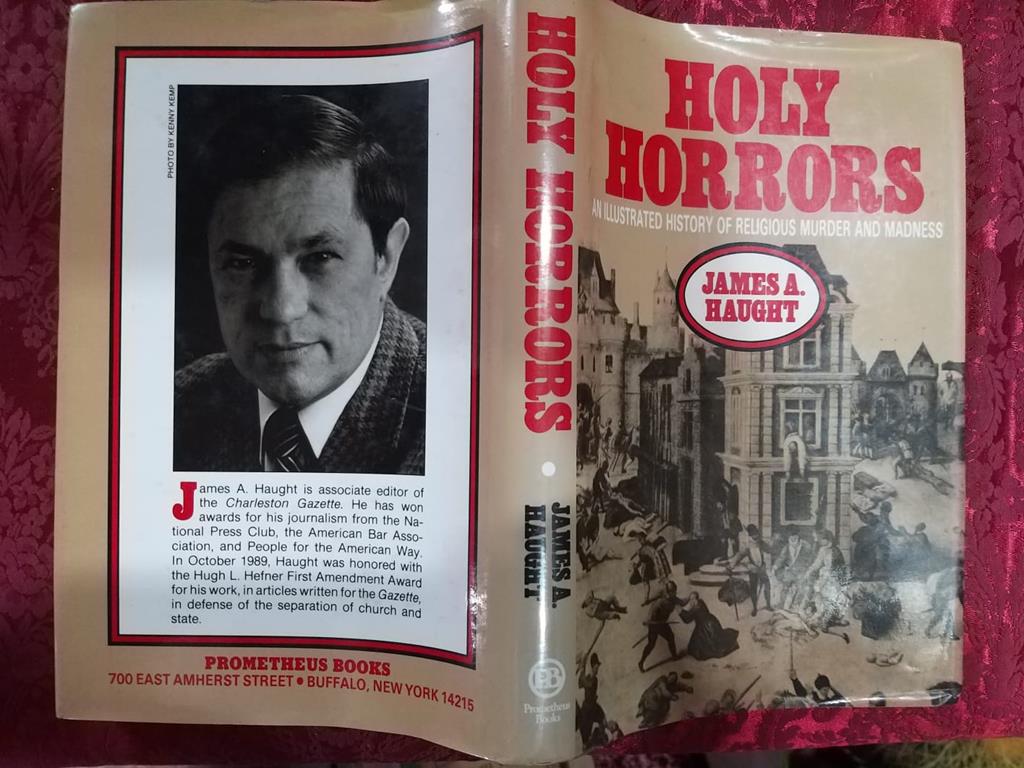 PHOTO BY KENNY KEMP
James A. Haught is associate editor of
the Charleston Gazette. He has won
awards for his journalism from the Na-
tional Press Club, the American Bar Asso-
ciation, and People for the American Way.
In October 1989, Haught was honored with
the Hugh L. Hefner First Amendment Award
for his work, in articles written for the Gazette,
in defense of the separation of church and
state.
PROMETHEUS BOOKS
700 EAST AMHERST STREET • BUFFALO, NEW YORK 14215
HOLY HORRORS
•
JAMES A.
HAUGHT
PB
Prometheus
Books
HOLY
HORRORS
AN ILLUSTRATED HISTORY OF RELIGIOUS MURDER AND MADNESS
JAMES A.
HAUGHT